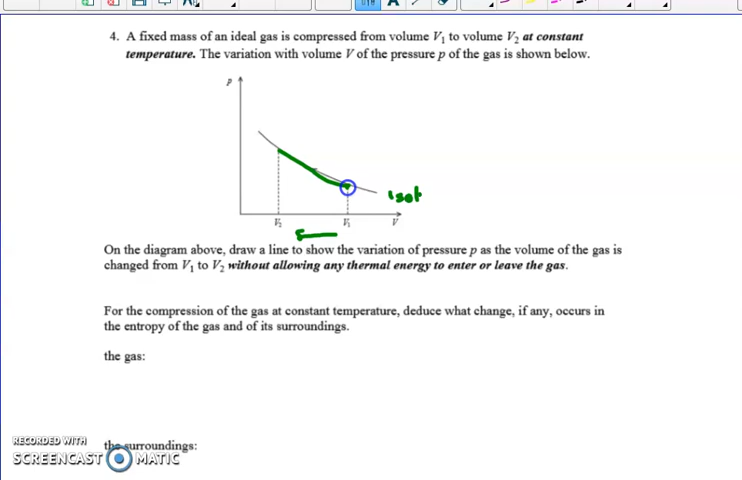 4. A fixed mass of an ideal gas is compressed from volume V₁ to volume V₂ at constant
temperature. The variation with volume V of the pressure p of the gas is shown below.
p
isot
V₂ V₁ V
On the diagram above, draw a line to show the variation of pressure p as the volume of the gas is
changed from V₁ to V₂ without allowing any thermal energy to enter or leave the gas.
For the compression of the gas at constant temperature, deduce what change, if any, occurs in
the entropy of the gas and of its surroundings.
the gas:
the surroundings:
RECORDED WITH
SCREENCAST MATIC